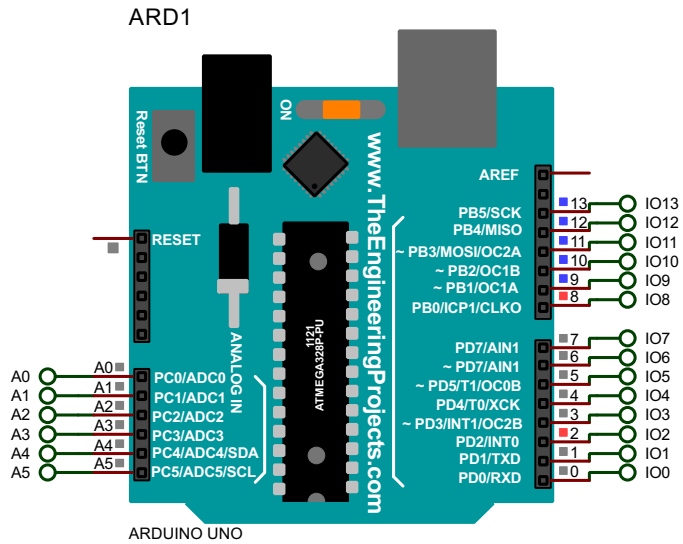 ARD1
Reset BTN
ON
www.TheEngineeringProjects.com
RESET
ANALOG IN
1121
ATMEGA328P-PU
A0 A0 PC0/ADC0
A1 A1 PC1/ADC1
A2 A2 PC2/ADC2
A3 A3 PC3/ADC3
A4 A4 PC4/ADC4/SDA
A5 A5 PC5/ADC5/SCL
AREF
PB5/SCK 13 IO13
PB4/MISO 12 IO12
~ PB3/MOSI/OC2A 11 IO11
~ PB2/OC1B 10 IO10
~ PB1/OC1A 9 IO9
PB0/ICP1/CLKO 8 IO8
PD7/AIN1 7 IO7
~ PD7/AIN1 6 IO6
~ PD5/T1/OC0B 5 IO5
PD4/T0/XCK 4 IO4
~ PD3/INT1/OC2B 3 IO3
PD2/INT0 2 IO2
PD1/TXD 1 IO1
PD0/RXD 0 IO0
ARDUINO UNO